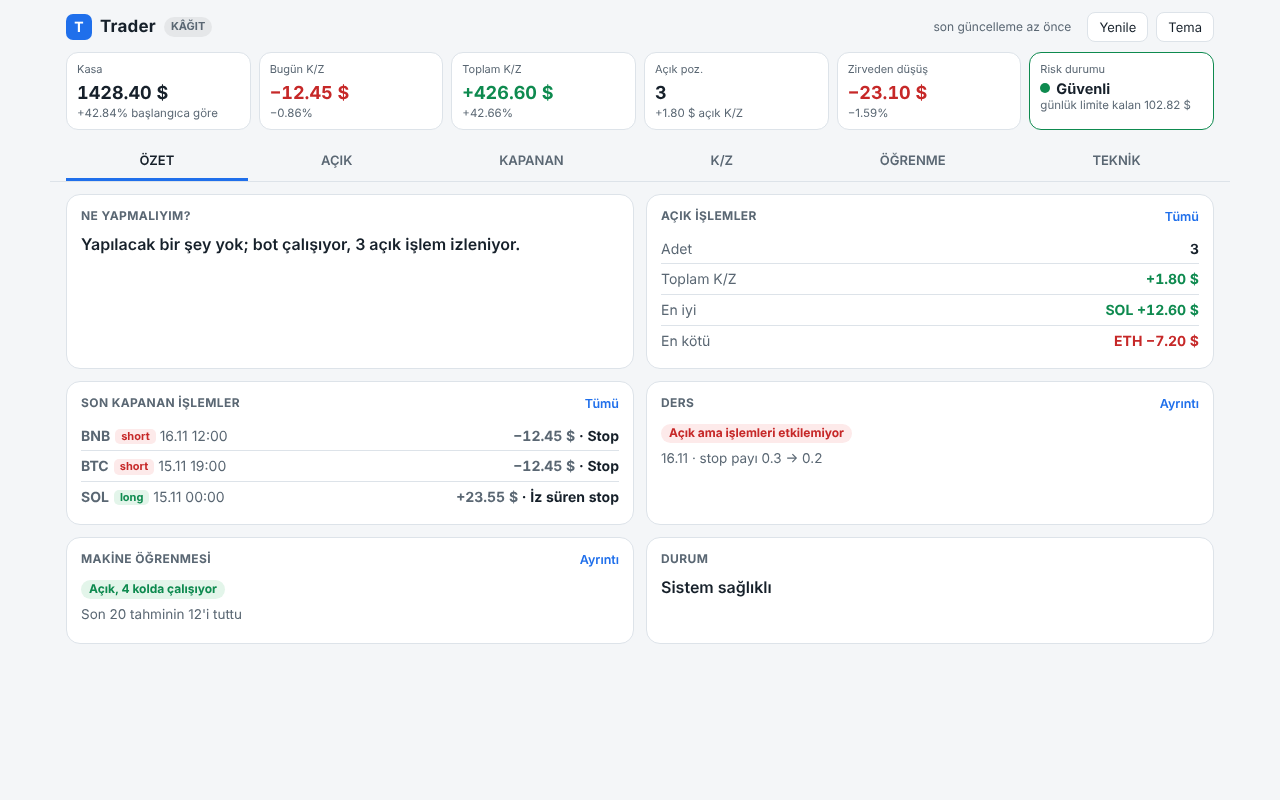 T Trader KÂĞIT son güncelleme az önce Yenile Tema
Kasa
1428.40 $
+42.84% başlangıca göre
Bugün K/Z
−12.45 $
−0.86%
Toplam K/Z
+426.60 $
+42.66%
Açık poz.
3
+1.80 $ açık K/Z
Zirveden düşüş
−23.10 $
−1.59%
Risk durumu
Güvenli
günlük limite kalan 102.82 $
ÖZET AÇIK KAPANAN K/Z ÖĞRENME TEKNİK
NE YAPMALIYIM?
Yapılacak bir şey yok; bot çalışıyor, 3 açık işlem izleniyor.
AÇIK İŞLEMLER Tümü
Adet 3
Toplam K/Z +1.80 $
En iyi SOL +12.60 $
En kötü ETH −7.20 $
SON KAPANAN İŞLEMLER Tümü
BNB short 16.11 12:00 −12.45 $ · Stop
BTC short 15.11 19:00 −12.45 $ · Stop
SOL long 15.11 00:00 +23.55 $ · İz süren stop
DERS Ayrıntı
Açık ama işlemleri etkilemiyor
16.11 · stop payı 0.3 → 0.2
MAKİNE ÖĞRENMESİ Ayrıntı
Açık, 4 kolda çalışıyor
Son 20 tahminin 12'i tuttu
DURUM
Sistem sağlıklı